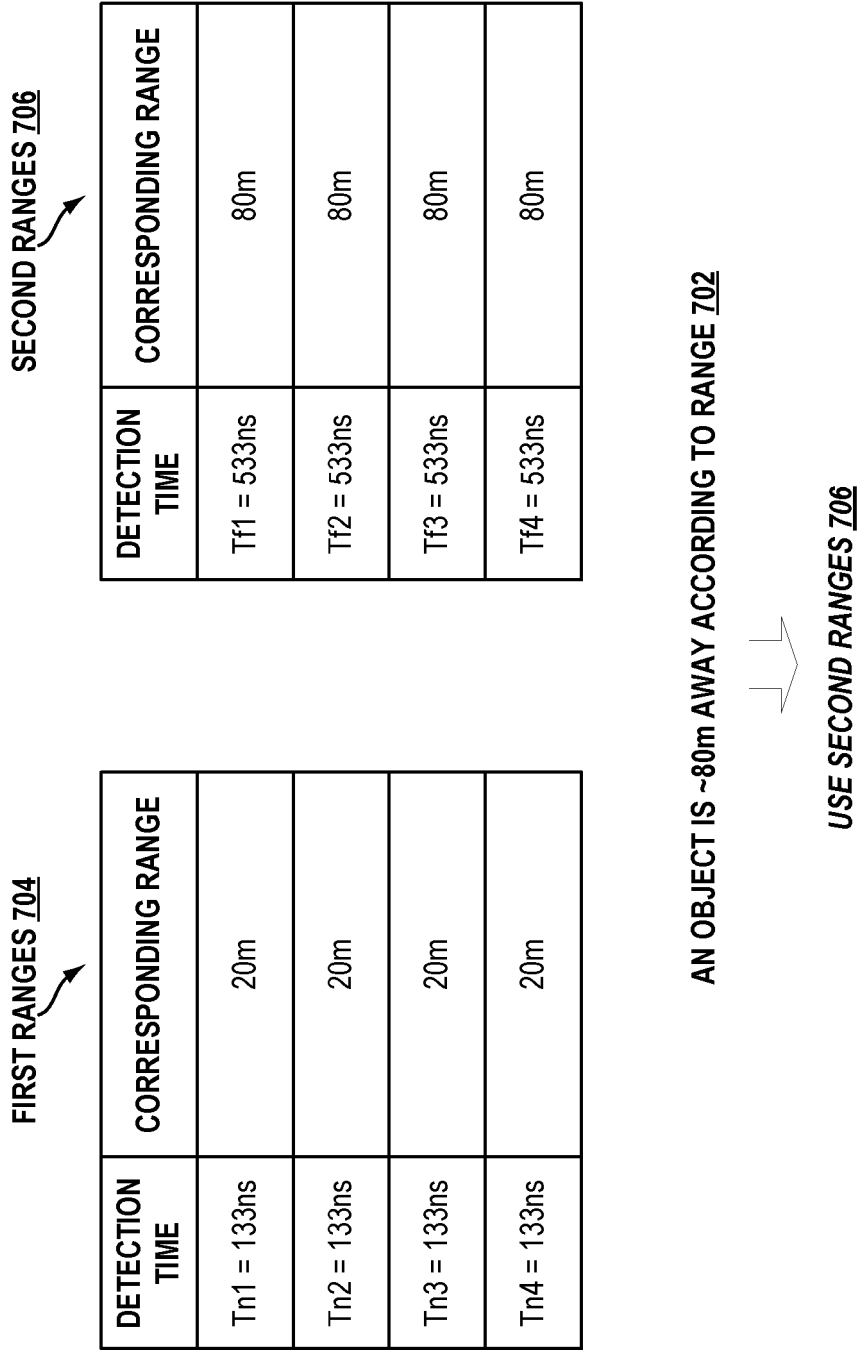 FIRST RANGES 704
DETECTION TIME CORRESPONDING RANGE
Tn1 = 133ns 20m
Tn2 = 133ns 20m
Tn3 = 133ns 20m
Tn4 = 133ns 20m
SECOND RANGES 706
DETECTION TIME CORRESPONDING RANGE
Tf1 = 533ns 80m
Tf2 = 533ns 80m
Tf3 = 533ns 80m
Tf4 = 533ns 80m
AN OBJECT IS ~80m AWAY ACCORDING TO RANGE 702
USE SECOND RANGES 706